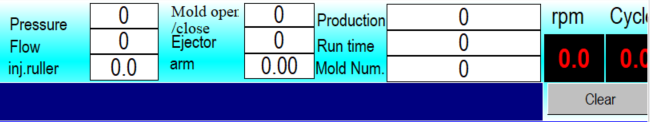 Pressure 0 Mold oper 0 Production 0 rpm Cycl
/close
Flow 0 Ejector 0 Run time 0 0.0 0.0
inj.ruller 0.0 arm 0.00 Mold Num. 0
Clear